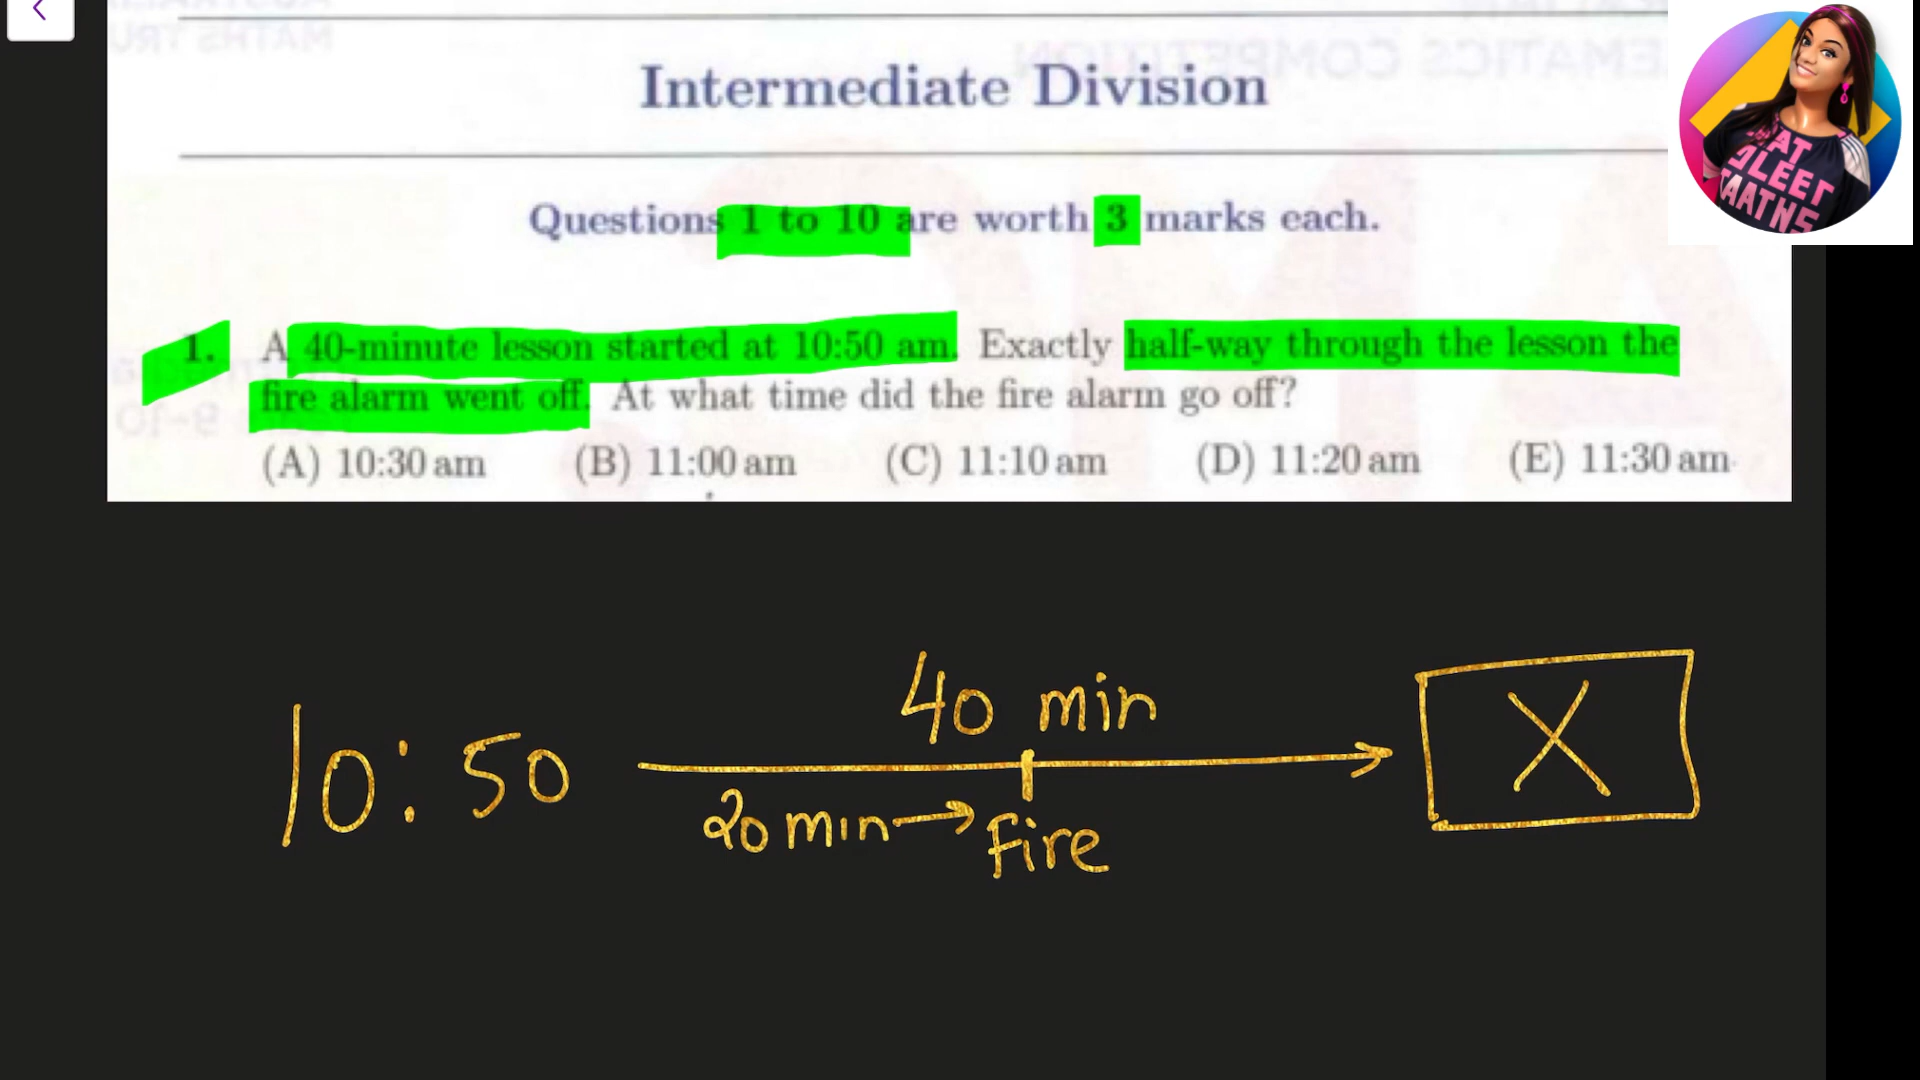 Intermediate Division
Questions 1 to 10 are worth 3 marks each.
1. A 40-minute lesson started at 10:50 am. Exactly half-way through the lesson the
fire alarm went off. At what time did the fire alarm go off?
(A) 10:30 am (B) 11:00 am (C) 11:10 am (D) 11:20 am (E) 11:30 am
40 min
10:50
X
20 min → fire